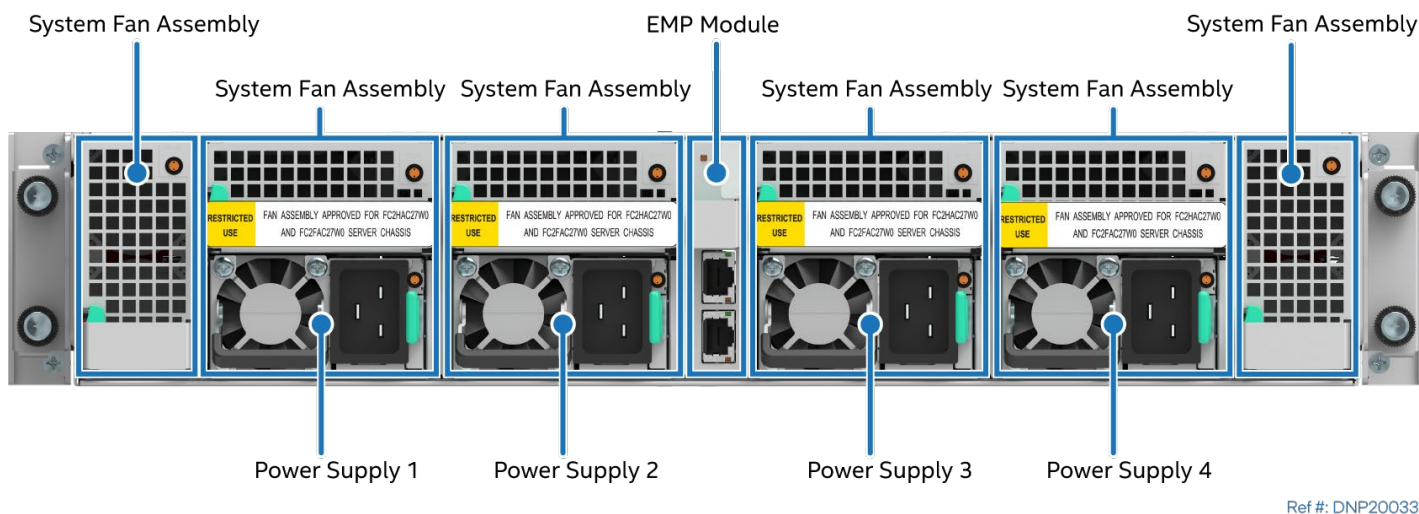 System Fan Assembly
EMP Module
System Fan Assembly
System Fan Assembly
System Fan Assembly
System Fan Assembly
System Fan Assembly
RESTRICTED
USE
FAN ASSEMBLY APPROVED FOR FC2HAC27W0
AND FC2FAC27W0 SERVER CHASSIS
RESTRICTED
USE
FAN ASSEMBLY APPROVED FOR FC2HAC27W0
AND FC2FAC27W0 SERVER CHASSIS
RESTRICTED
USE
FAN ASSEMBLY APPROVED FOR FC2HAC27W0
AND FC2FAC27W0 SERVER CHASSIS
RESTRICTED
USE
FAN ASSEMBLY APPROVED FOR FC2HAC27W0
AND FC2FAC27W0 SERVER CHASSIS
Power Supply 1
Power Supply 2
Power Supply 3
Power Supply 4
Ref #: DNP20033